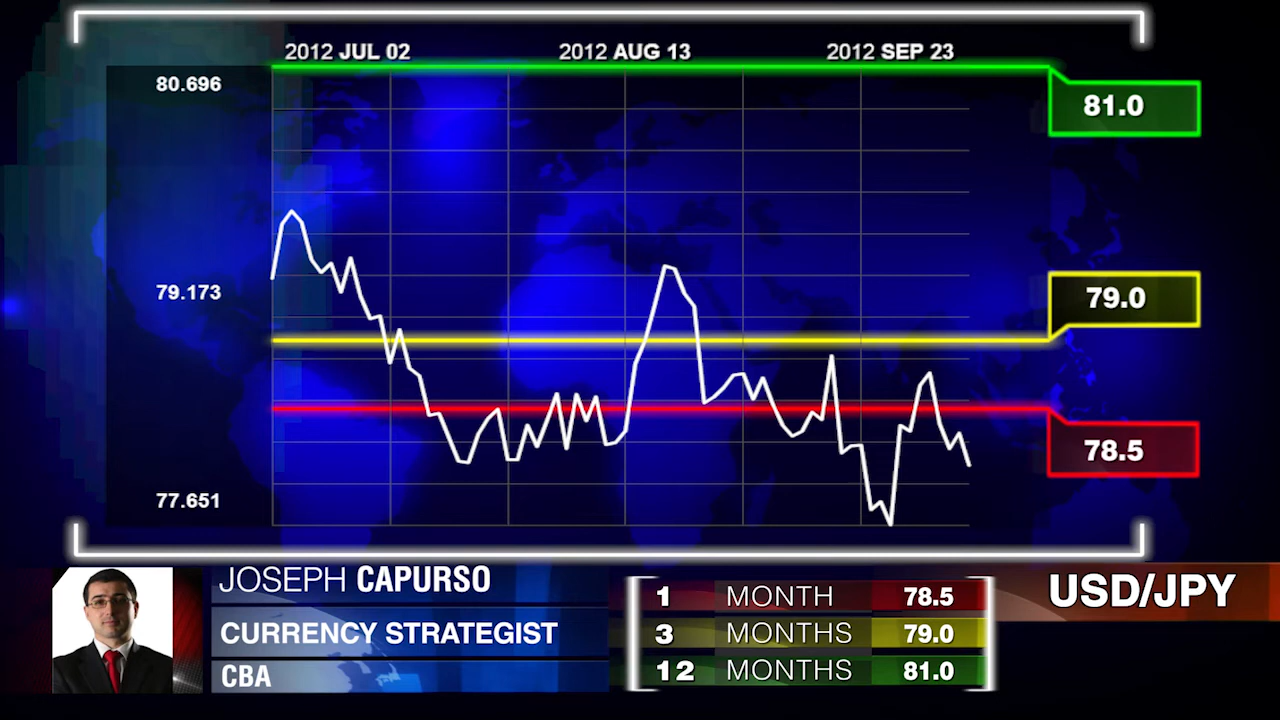 2012 JUL 02 2012 AUG 13 2012 SEP 23
80.696
81.0
79.173
79.0
78.5
77.651
JOSEPH CAPURSO
CURRENCY STRATEGIST
CBA
1 MONTH 78.5
3 MONTHS 79.0
12 MONTHS 81.0
USD/JPY